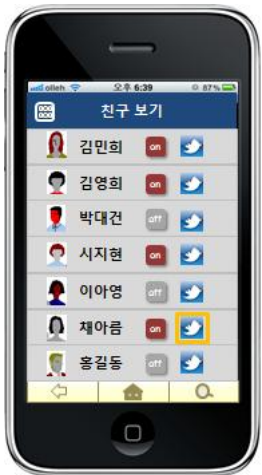 olleh 오후 6:39 87%
친구 보기
김민희 on
김영희 on
박대건 off
시지현 on
이아영 off
채아름 on
홍길동 off